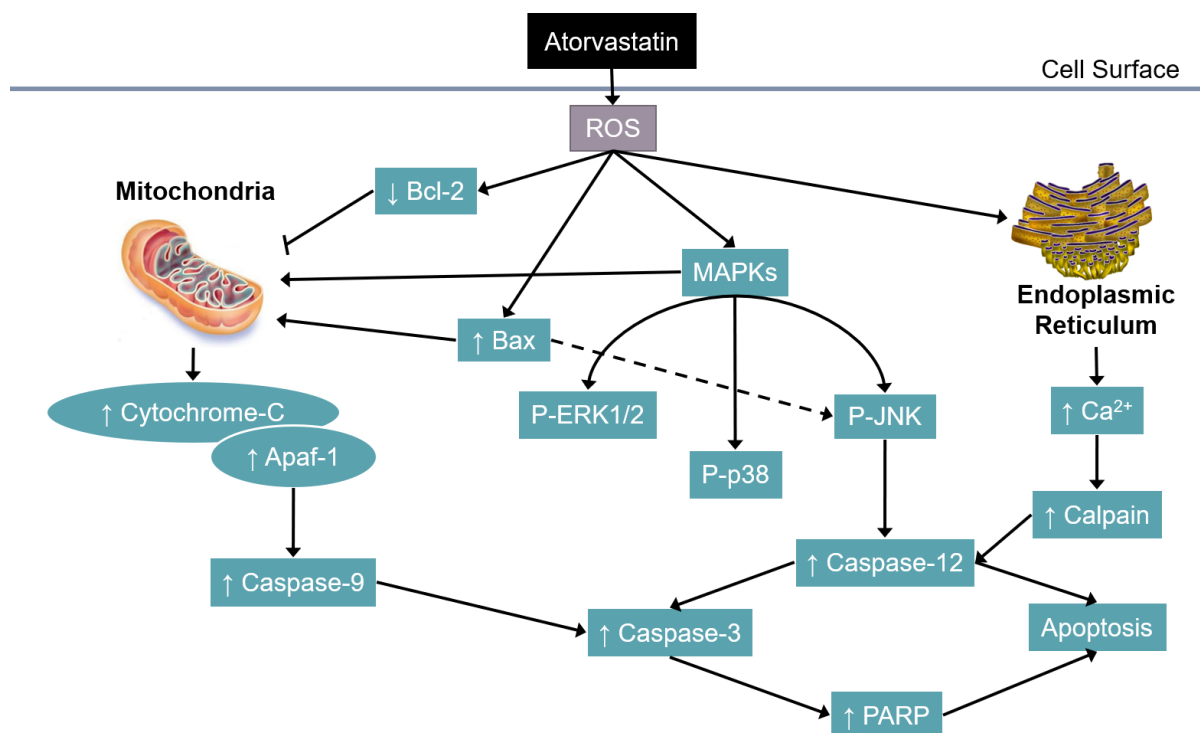 Atorvastatin
Cell Surface
ROS
Mitochondria
↓ Bcl-2
MAPKs
Endoplasmic
Reticulum
↑ Bax
↑ Cytochrome-C
P-ERK1/2
P-JNK
↑ Ca²⁺
↑ Apaf-1
P-p38
↑ Calpain
↑ Caspase-9
↑ Caspase-12
↑ Caspase-3
Apoptosis
↑ PARP